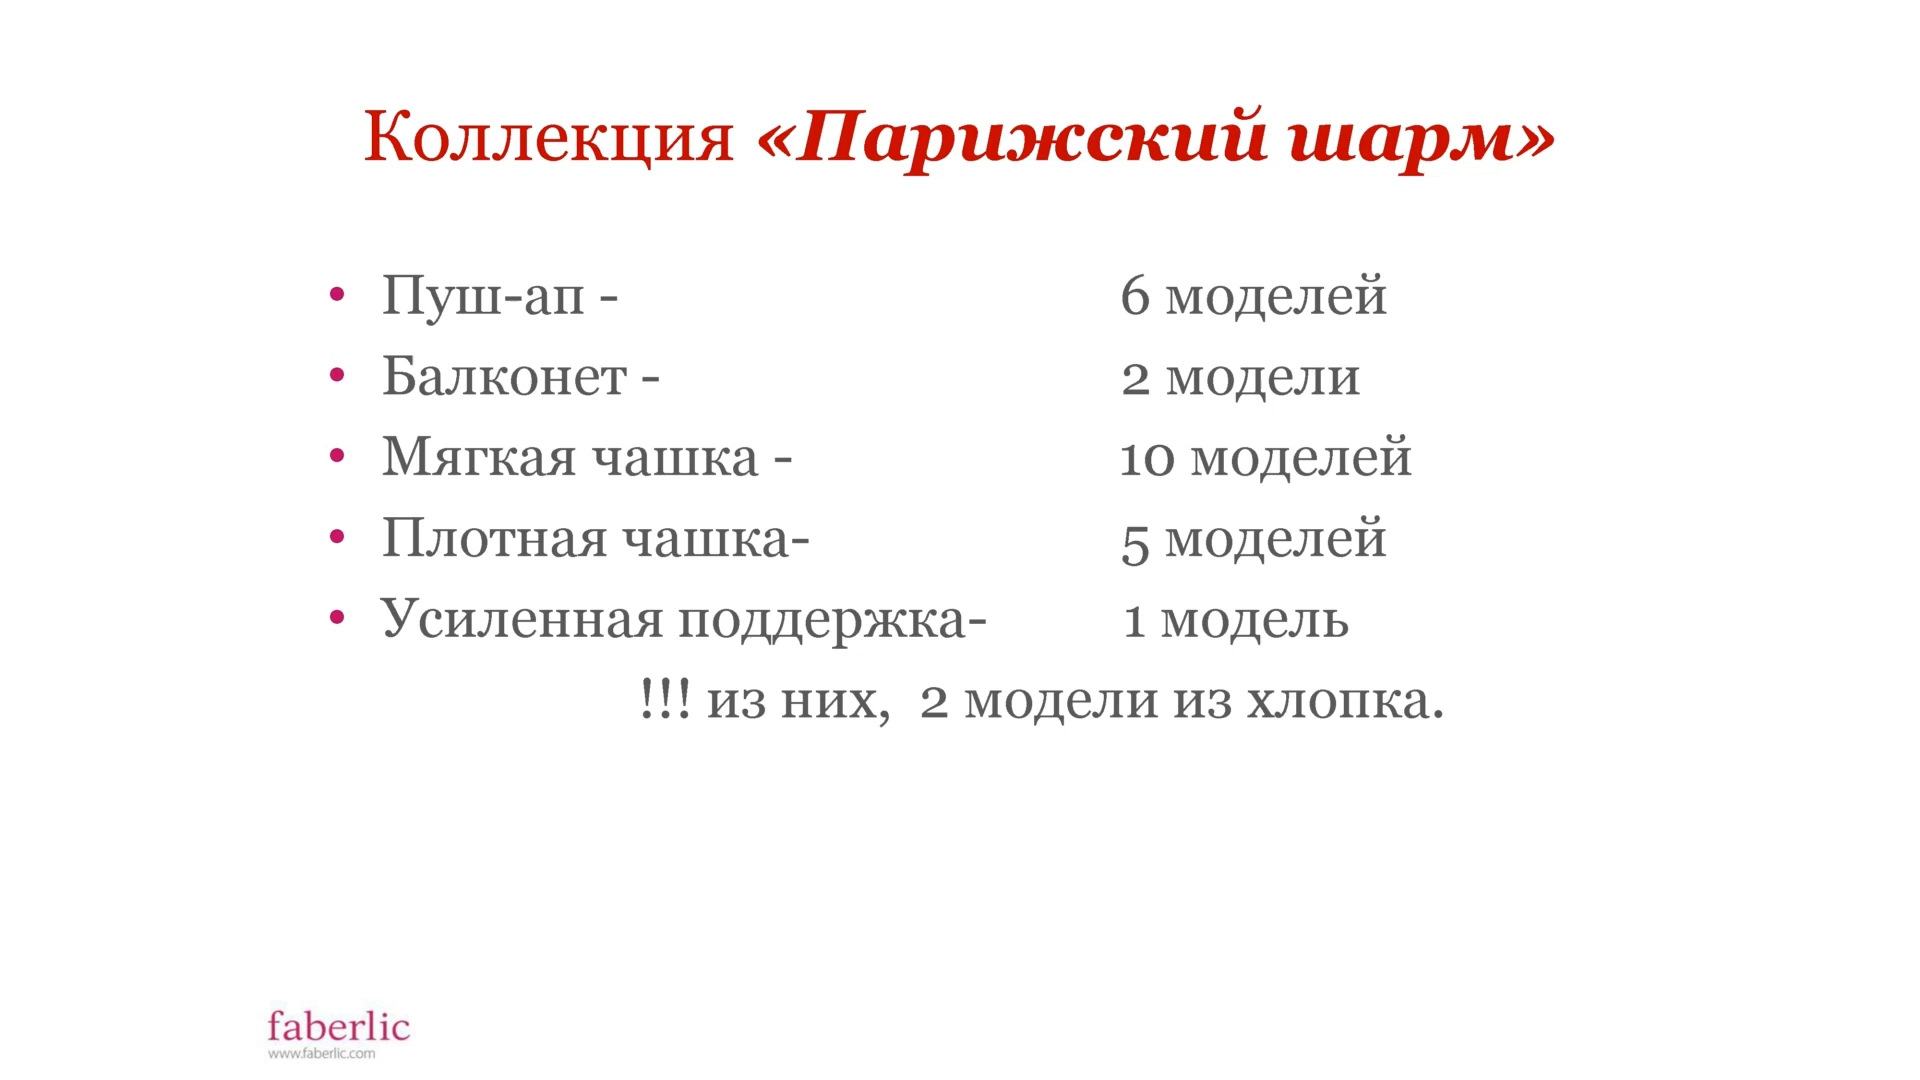 Коллекция «Парижский шарм»
• Пуш-ап - 6 моделей
• Балконет - 2 модели
• Мягкая чашка - 10 моделей
• Плотная чашка- 5 моделей
• Усиленная поддержка- 1 модель
!!! из них, 2 модели из хлопка.
faberlic
www.faberlic.com